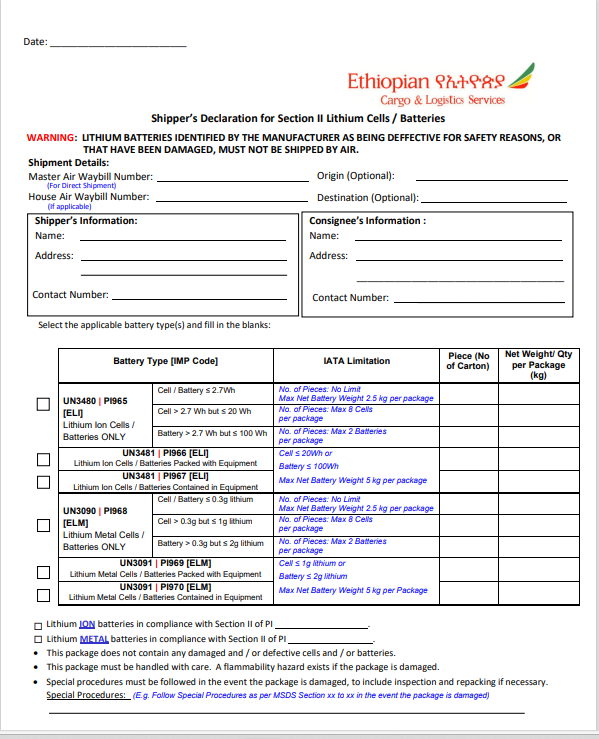 Date: ___________________________
Ethiopian የኢትዮጵያ
Cargo & Logistics Services
Shipper's Declaration for Section II Lithium Cells / Batteries
WARNING: LITHIUM BATTERIES IDENTIFIED BY THE MANUFACTURER AS BEING DEFFECTIVE FOR SAFETY REASONS, OR
THAT HAVE BEEN DAMAGED, MUST NOT BE SHIPPED BY AIR.
Shipment Details:
Master Air Waybill Number: ___________________________ Origin (Optional): ___________________________
(For Direct Shipment)
House Air Waybill Number: ___________________________ Destination (Optional): ___________________________
(If applicable)
Shipper's Information: Consignee's Information :
Name: ___________________________ Name: ___________________________
Address: ___________________________ Address: ___________________________
Contact Number: ___________________________ Contact Number: ___________________________
Select the applicable battery type(s) and fill in the blanks:
Battery Type [IMP Code] IATA Limitation Piece (No of Carton) Net Weight/ Qty per Package (kg)
UN3480 | PI965
[ELI]
Lithium Ion Cells /
Batteries ONLY
Cell / Battery ≤ 2.7Wh
No. of Pieces: No Limit
Max Net Battery Weight 2.5 kg per package
Cell > 2.7 Wh but ≤ 20 Wh
No. of Pieces: Max 8 Cells
per package
Battery > 2.7 Wh but ≤ 100 Wh
No. of Pieces: Max 2 Batteries
per package
UN3481 | PI966 [ELI]
Lithium Ion Cells / Batteries Packed with Equipment
UN3481 | PI967 [ELI]
Lithium Ion Cells / Batteries Contained in Equipment
Cell ≤ 20Wh or
Battery ≤ 100Wh
Max Net Battery Weight 5 kg per package
UN3090 | PI968
[ELM]
Lithium Metal Cells /
Batteries ONLY
Cell / Battery ≤ 0.3g lithium
No. of Pieces: No Limit
Max Net Battery Weight 2.5 kg per package
Cell > 0.3g but ≤ 1g lithium
No. of Pieces: Max 8 Cells
per package
Battery > 0.3g but ≤ 2g lithium
No. of Pieces: Max 2 Batteries
per package
UN3091 | PI969 [ELM]
Lithium Metal Cells / Batteries Packed with Equipment
UN3091 | PI970 [ELM]
Lithium Metal Cells / Batteries Contained in Equipment
Cell ≤ 1g lithium or
Battery ≤ 2g lithium
Max Net Battery Weight 5 kg per Package
Lithium ION batteries in compliance with Section II of PI ___________________.
Lithium METAL batteries in compliance with Section II of PI ___________________.
• This package does not contain any damaged and / or defective cells and / or batteries.
• This package must be handled with care. A flammability hazard exists if the package is damaged.
• Special procedures must be followed in the event the package is damaged, to include inspection and repacking if necessary.
Special Procedures: (E.g. Follow Special Procedures as per MSDS Section xx to xx in the event the package is damaged)